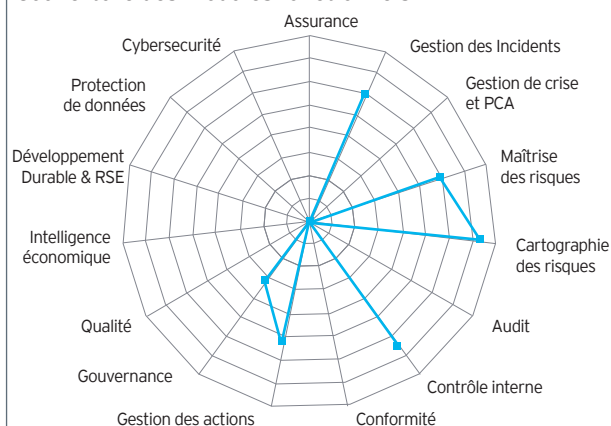 Assurance
Gestion des Incidents
Gestion de crise
et PCA
Maîtrise
des risques
Cartographie
des risques
Audit
Contrôle interne
Conformité
Gestion des actions
Gouvernance
Qualité
Intelligence
économique
Développement
Durable & RSE
Protection
de données
Cybersecurité